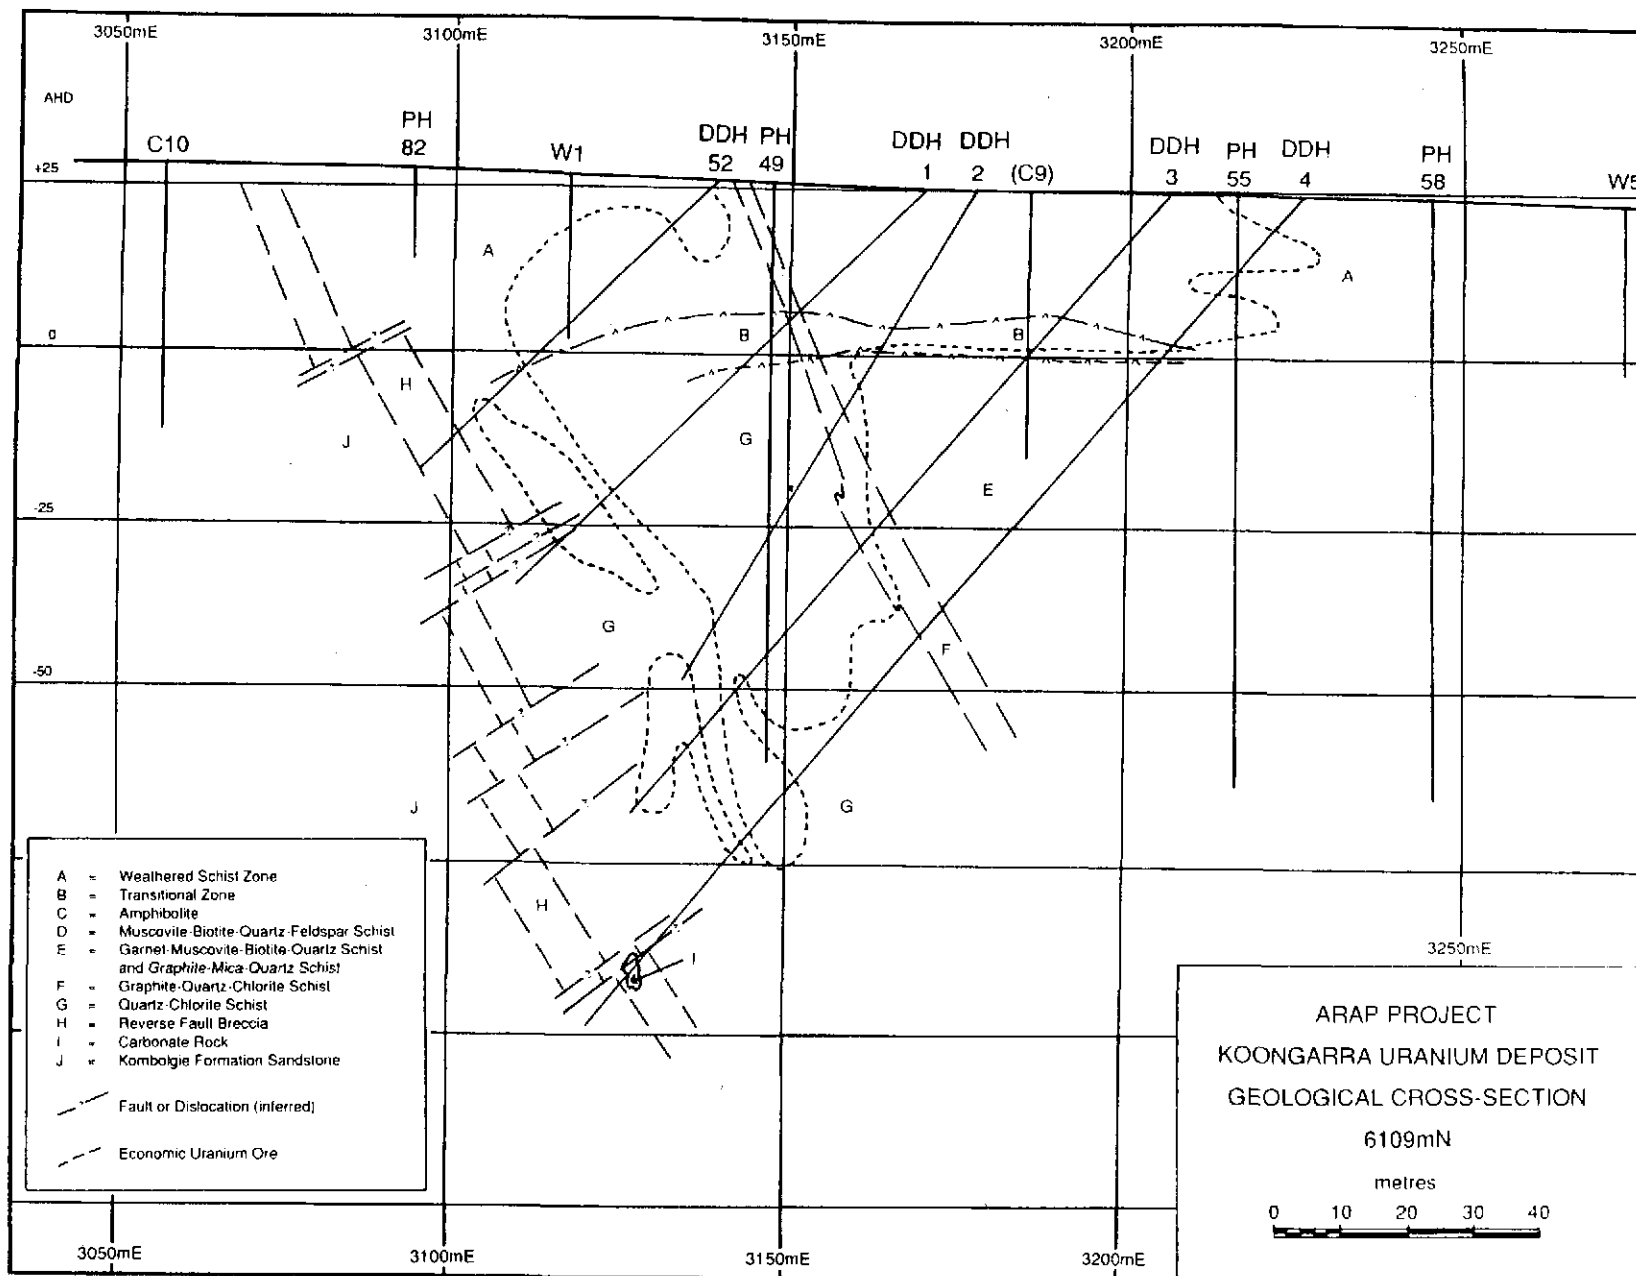 3050mE 3100mE 3150mE 3200mE 3250mE
AHD
C10
PH
82
W1
DDH
52
PH
49
DDH
1
DDH
2
(C9)
DDH
3
PH
55
DDH
4
PH
58
W5
+25
A
A
0
B
B
H
J
G
E
-25
G
F
-50
J
G
H
I
A = Weathered Schist Zone
B = Transitional Zone
C = Amphibolite
D = Muscovite-Biotite-Quartz-Feldspar Schist
E = Garnet-Muscovite-Biotite-Quartz Schist
and Graphite-Mica-Quartz Schist
F = Graphite-Quartz-Chlorite Schist
G = Quartz-Chlorite Schist
H = Reverse Fault Breccia
I = Carbonate Rock
J = Kombolgie Formation Sandstone
Fault or Dislocation (inferred)
Economic Uranium Ore
3250mE
ARAP PROJECT
KOONGARRA URANIUM DEPOSIT
GEOLOGICAL CROSS-SECTION
6109mN
metres
0 10 20 30 40
3050mE 3100mE 3150mE 3200mE